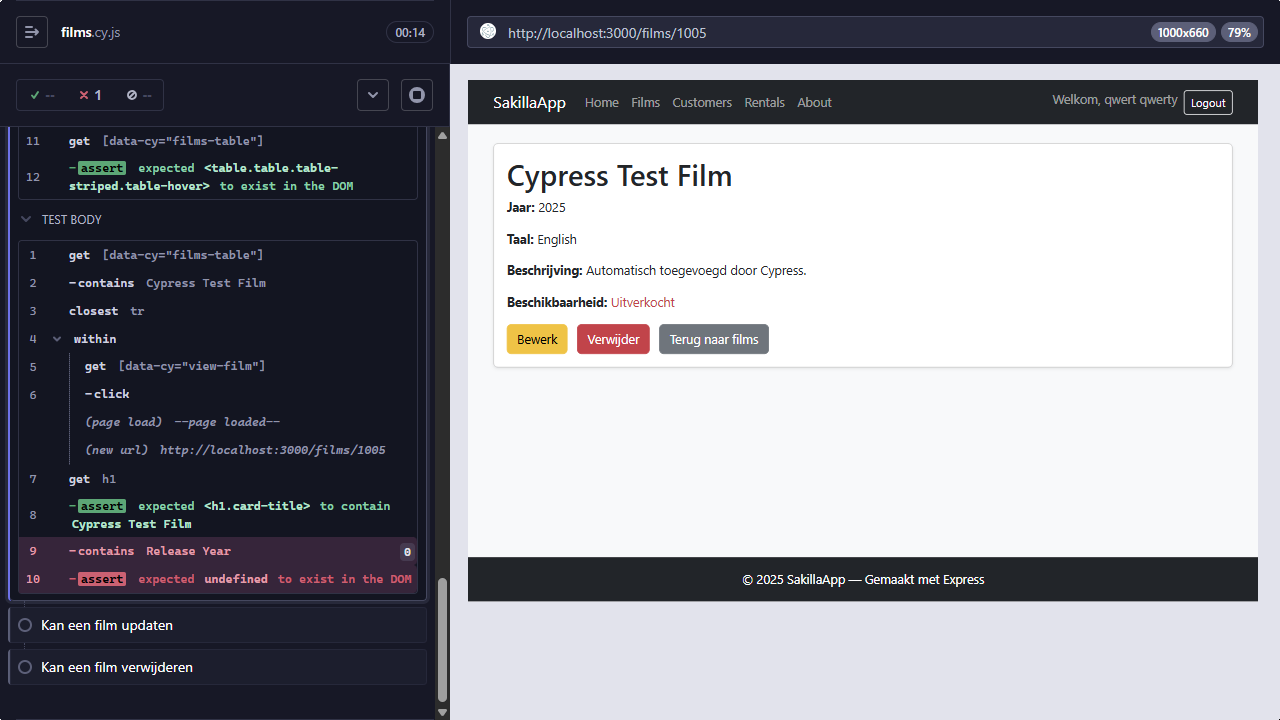 films.cy.js 00:14
-- 1 --
11 get [data-cy="films-table"]
12 -assert expected <table.table.table-
striped.table-hover> to exist in the DOM
TEST BODY
1 get [data-cy="films-table"]
2 -contains Cypress Test Film
3 closest tr
4 within
5 get [data-cy="view-film"]
6 -click
(page load) --page loaded--
(new url) http://localhost:3000/films/1005
7 get h1
8 -assert expected <h1.card-title> to contain
Cypress Test Film
9 -contains Release Year 0
10 -assert expected undefined to exist in the DOM
Kan een film updaten
Kan een film verwijderen
http://localhost:3000/films/1005 1000x660 79%
SakillaApp Home Films Customers Rentals About Welkom, qwert qwerty Logout
Cypress Test Film
Jaar: 2025
Taal: English
Beschrijving: Automatisch toegevoegd door Cypress.
Beschikbaarheid: Uitverkocht
Bewerk Verwijder Terug naar films
© 2025 SakillaApp — Gemaakt met Express